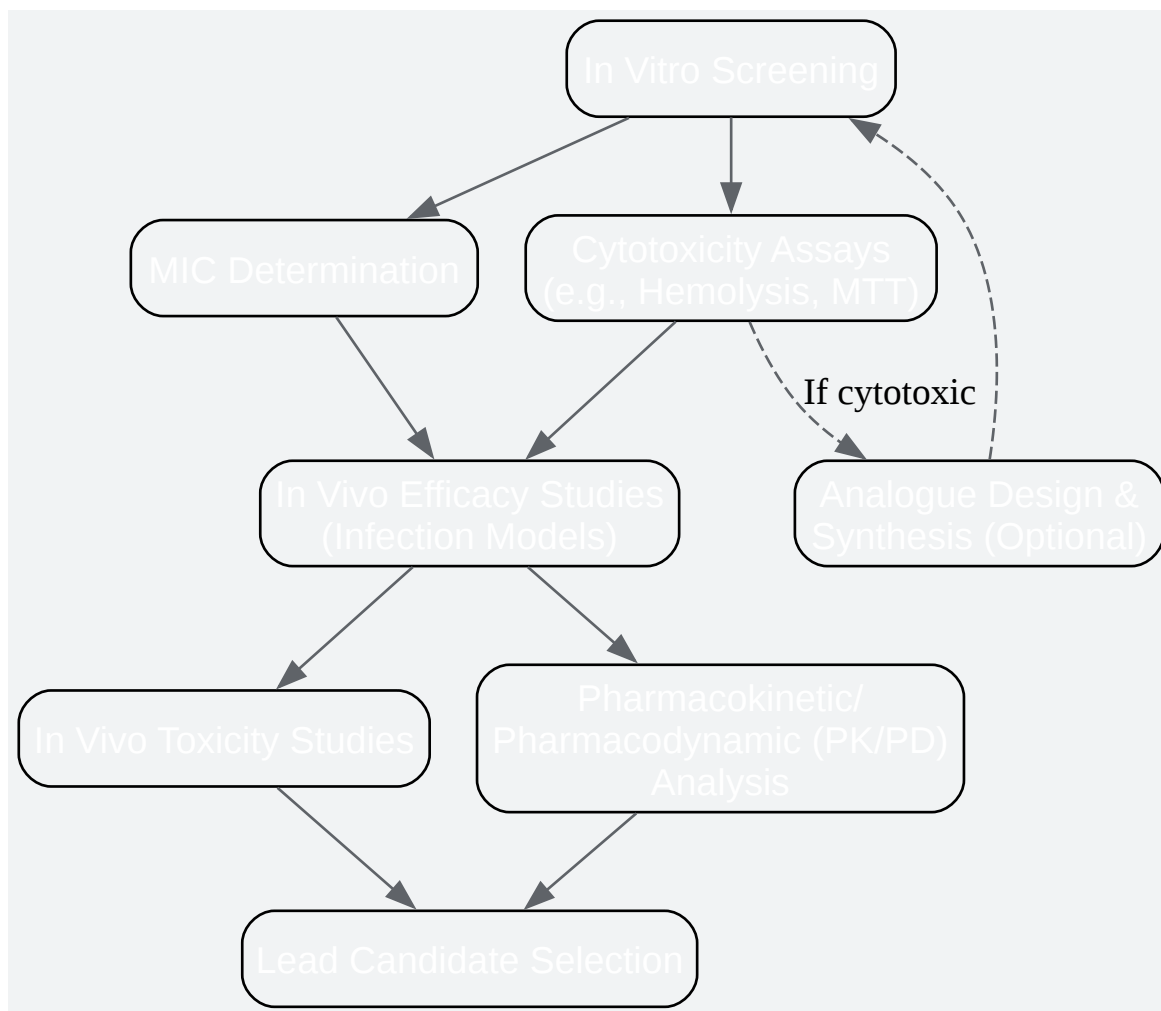 In Vitro Screening
MIC Determination
Cytotoxicity Assays
(e.g., Hemolysis, MTT)
If cytotoxic
In Vivo Efficacy Studies
(Infection Models)
Analogue Design &
Synthesis (Optional)
In Vivo Toxicity Studies
Pharmacokinetic/
Pharmacodynamic (PK/PD)
Analysis
Lead Candidate Selection